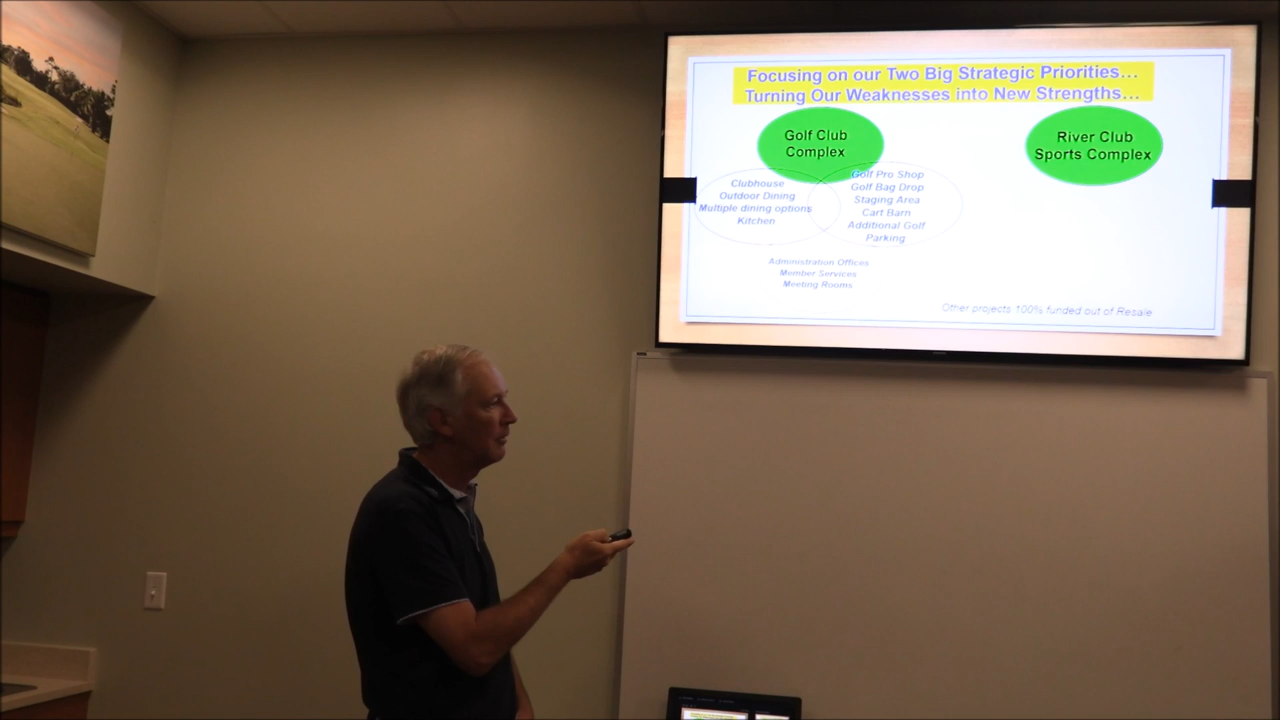 Focusing on our Two Big Strategic Priorities…
Turning Our Weaknesses into New Strengths…
Golf Club
Complex
River Club
Sports Complex
Clubhouse
Outdoor Dining
Multiple dining options
Kitchen
Golf Pro Shop
Golf Bag Drop
Staging Area
Cart Barn
Additional Golf
Parking
Administration Offices
Member Services
Meeting Rooms
Other projects 100% funded out of Resale